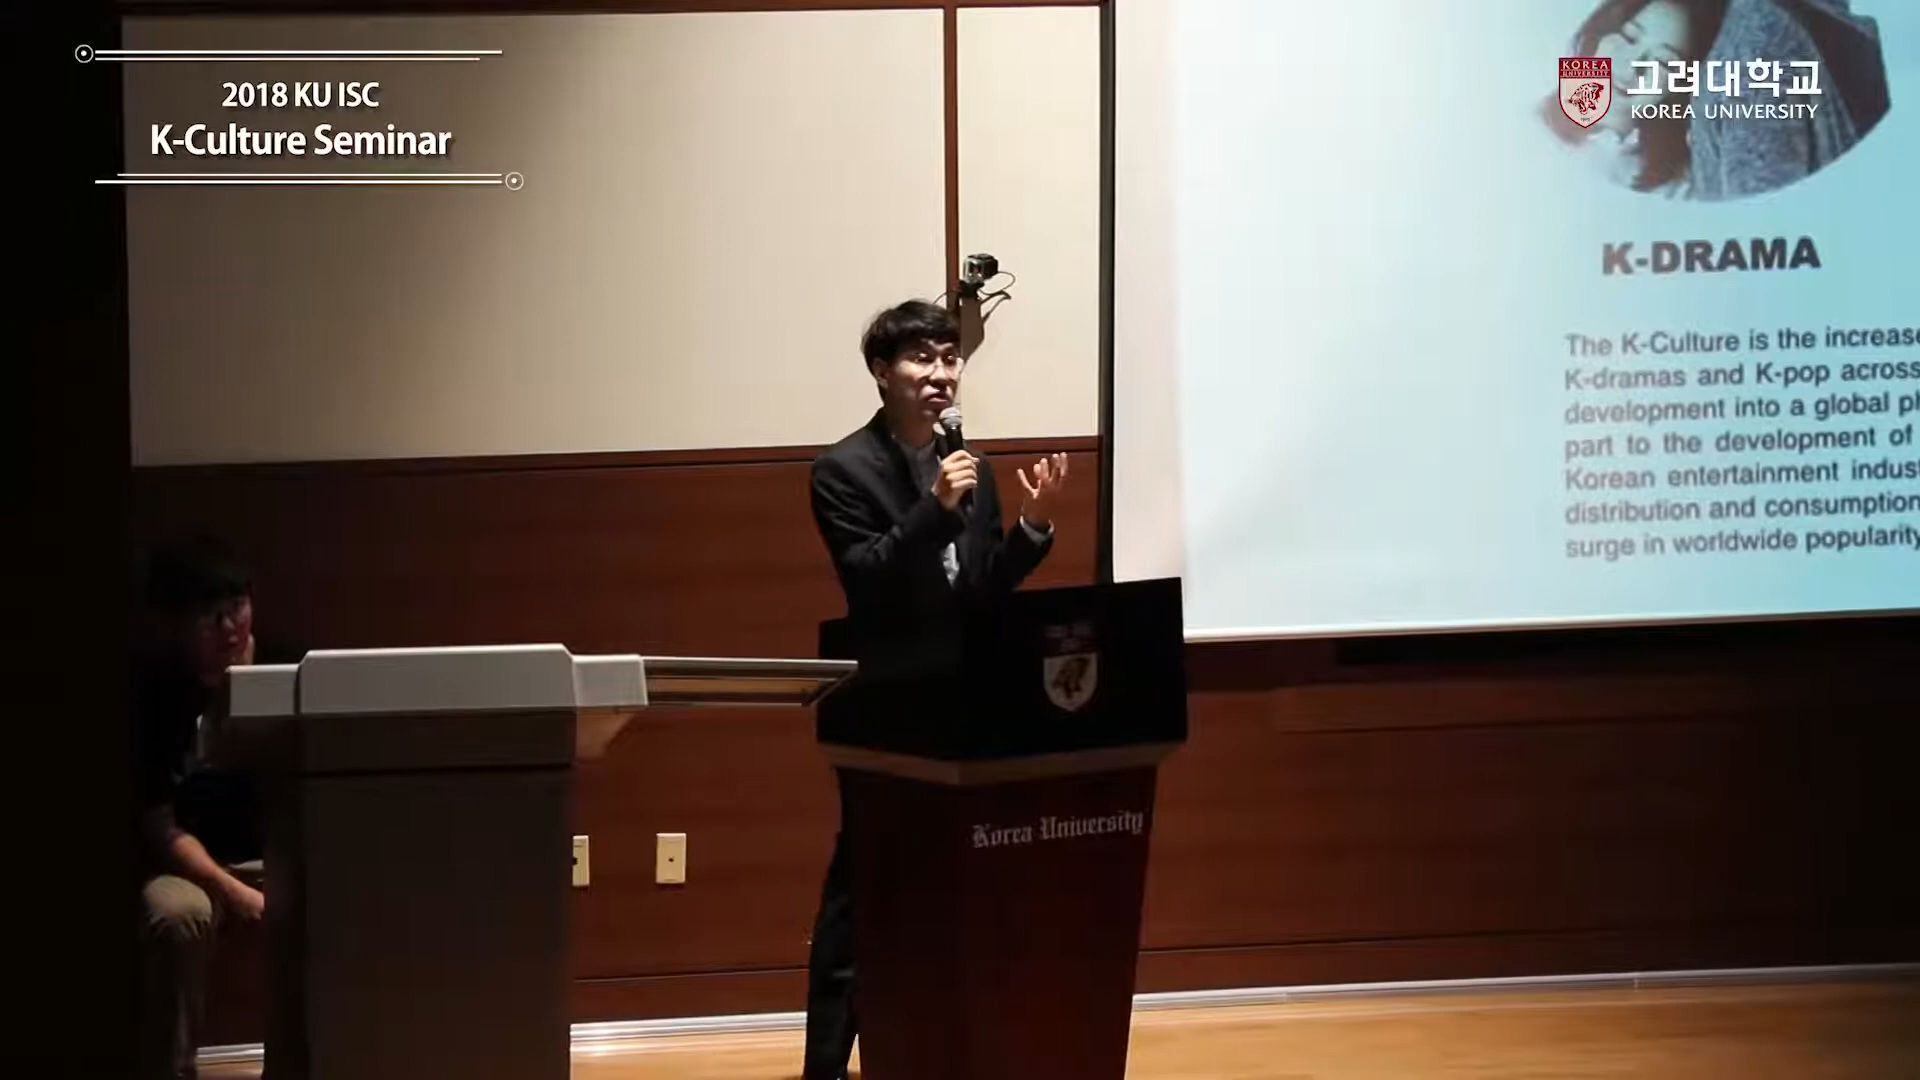 2018 KU ISC
K-Culture Seminar
KOREA
UNIVERSITY
고려대학교
KOREA UNIVERSITY
K-DRAMA
The K-Culture is the increase
K-dramas and K-pop across
development into a global ph
part to the development of
Korean entertainment indust
distribution and consumption
surge in worldwide popularity
Korea University